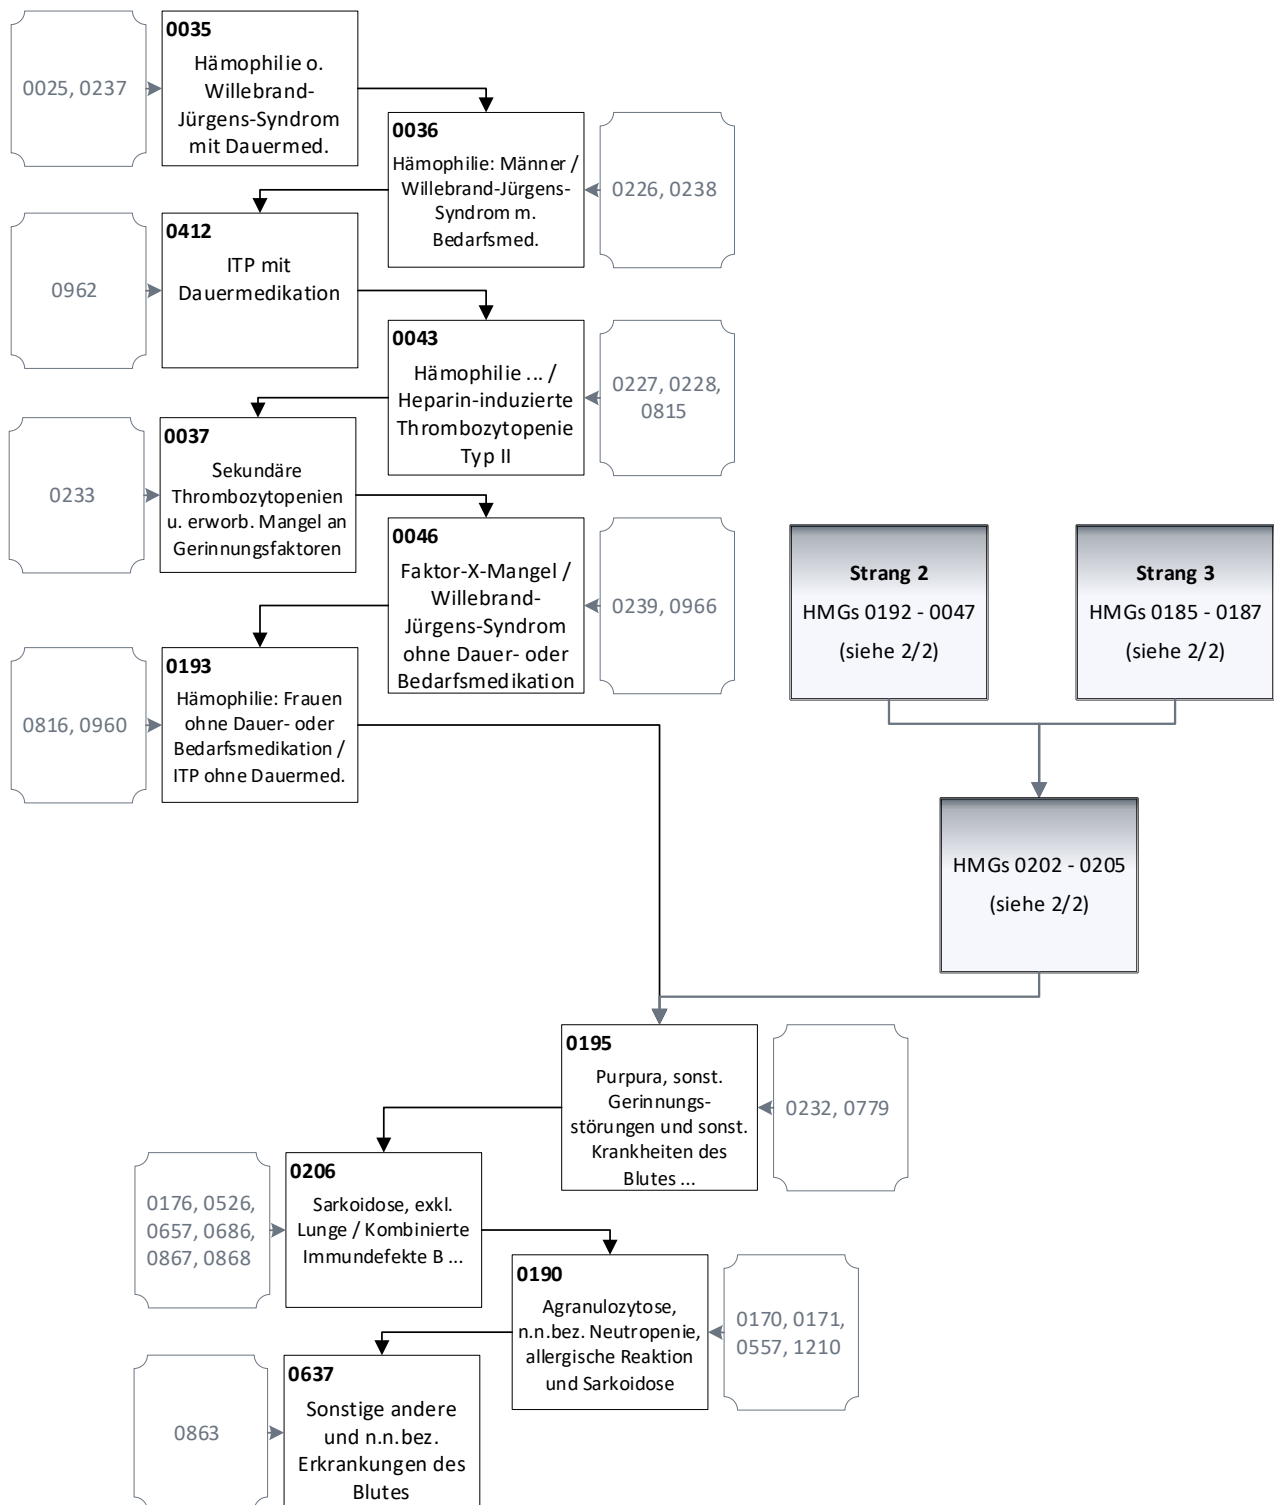 0035
Hämophilie o.
Willebrand-
Jürgens-Syndrom
mit Dauermed.
0025, 0237
0036
Hämophilie: Männer /
Willebrand-Jürgens-
Syndrom m.
Bedarfsmed.
0226, 0238
0412
ITP mit
Dauermedikation
0962
0043
Hämophilie ... /
Heparin-induzierte
Thrombozytopenie
Typ II
0227, 0228,
0815
0037
Sekundäre
Thrombozytopenien
u. erworb. Mangel an
Gerinnungsfaktoren
0233
0046
Faktor-X-Mangel /
Willebrand-
Jürgens-Syndrom
ohne Dauer- oder
Bedarfsmedikation
0239, 0966
Strang 2
HMGs 0192 - 0047
(siehe 2/2)
Strang 3
HMGs 0185 - 0187
(siehe 2/2)
0193
Hämophilie: Frauen
ohne Dauer- oder
Bedarfsmedikation /
ITP ohne Dauermed.
0816, 0960
HMGs 0202 - 0205
(siehe 2/2)
0195
Purpura, sonst.
Gerinnungs-
störungen und sonst.
Krankheiten des
Blutes ...
0232, 0779
0206
Sarkoidose, exkl.
Lunge / Kombinierte
Immundefekte B ...
0176, 0526,
0657, 0686,
0867, 0868
0190
Agranulozytose,
n.n.bez. Neutropenie,
allergische Reaktion
und Sarkoidose
0170, 0171,
0557, 1210
0637
Sonstige andere
und n.n.bez.
Erkrankungen des
Blutes
0863